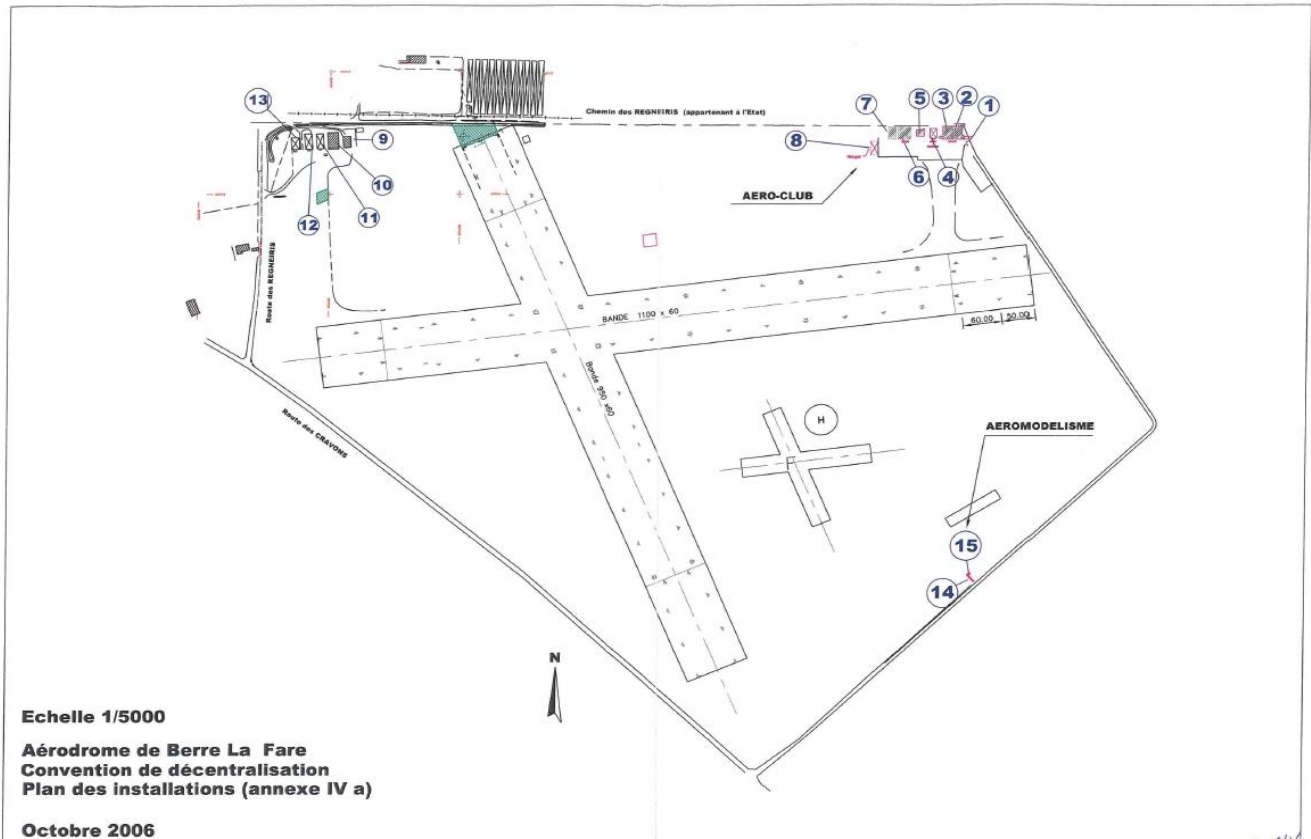 Chemin des REGNEIRIS (appartenant à l'Etat)
13
9
10
11
12
7
5
3
2
1
8
6
4
AERO-CLUB
Route des REGNEIRIS
BANDE 1100 x 60
60.00
50.00
Bande 950 x60
H
Route des CRAVONS
AEROMODELISME
15
14
N
Echelle 1/5000
Aérodrome de Berre La Fare
Convention de décentralisation
Plan des installations (annexe IV a)
Octobre 2006